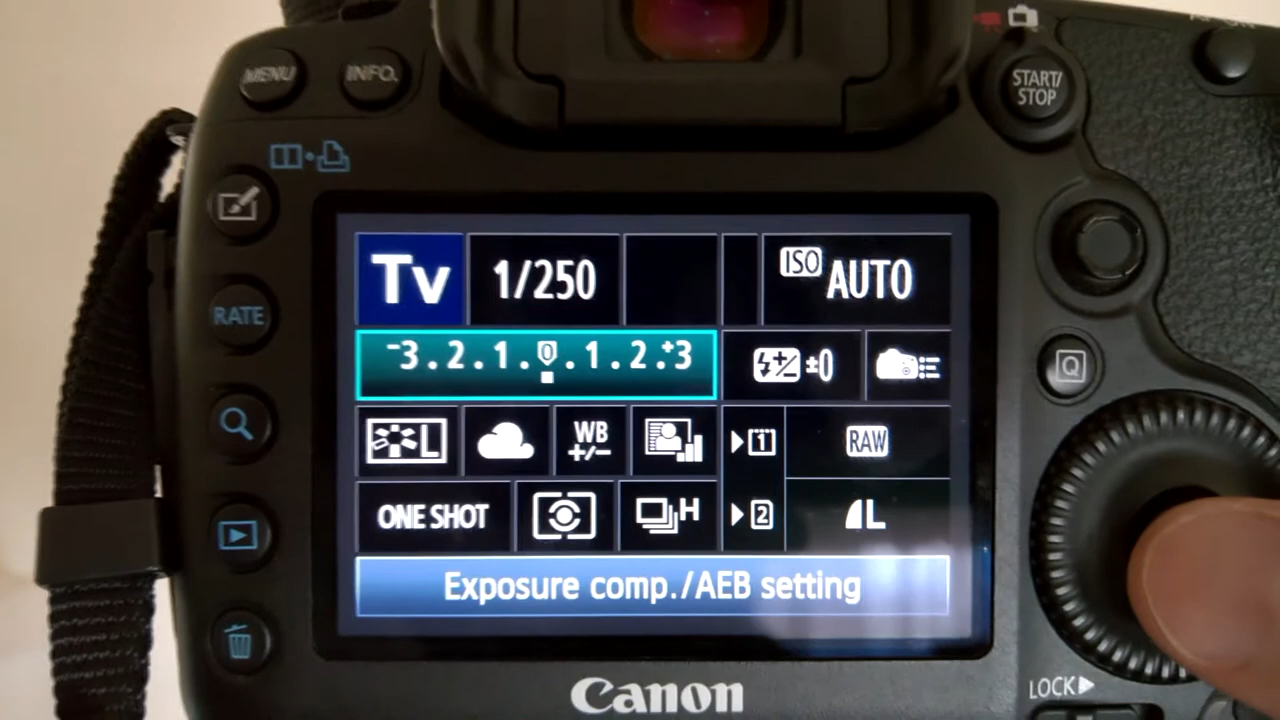 MENU
INFO.
START/
STOP
RATE
Tv 1/250 ISO AUTO
-3.2.1.0.1.2.+3 ±0
L WB +/- 1 RAW
ONE SHOT H 2 L
Exposure comp./AEB setting
Q
LOCK
Canon